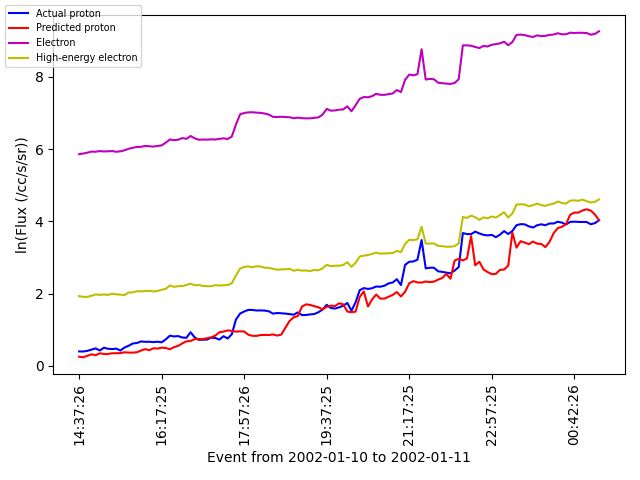 Actual proton
Predicted proton
Electron
High-energy electron
ln(Flux (/cc/s/sr))
8
6
4
2
0
14:37:26
16:17:25
17:57:26
19:37:25
21:17:25
22:57:25
00:42:26
Event from 2002-01-10 to 2002-01-11